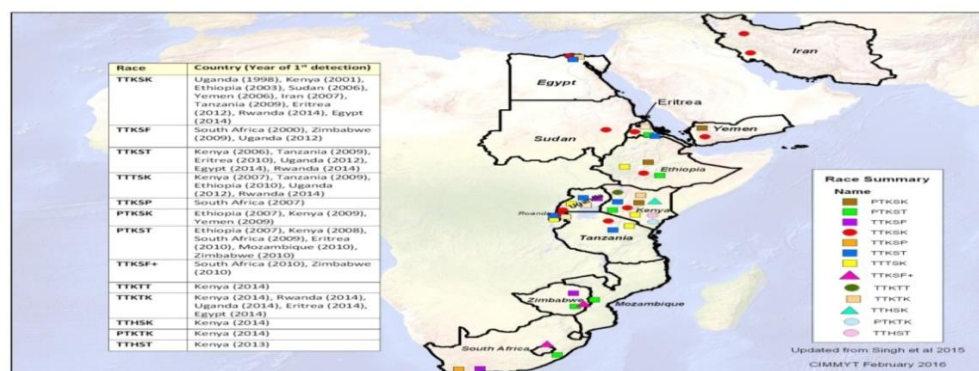 Race Country (Year of 1st detection)
TTKSK Uganda (1998), Kenya (2001),
Ethiopia (2003), Sudan (2006),
Yemen (2006), Iran (2007),
Tanzania (2009), Eritrea
(2012), Rwanda (2014), Egypt
(2014)
TTKSF South Africa (2000), Zimbabwe
(2009), Uganda (2012)
TTKST Kenya (2006), Tanzania (2009),
Eritrea (2010), Uganda (2012),
Egypt (2014), Rwanda (2014)
TTTSK Kenya (2007), Tanzania (2009),
Ethiopia (2010), Uganda
(2012), Rwanda (2014)
TTKSP South Africa (2007)
PTKSK Ethiopia (2007), Kenya (2009),
Yemen (2009)
PTKST Ethiopia (2007), Kenya (2008),
South Africa (2009), Eritrea
(2010), Mozambique (2010),
Zimbabwe (2010)
TTKSF+ South Africa (2010), Zimbabwe
(2010)
TTKTT Kenya (2014)
TTKTK Kenya (2014), Rwanda (2014),
Uganda (2014), Eritrea (2014),
Egypt (2014)
TTHSK Kenya (2014)
PTKTK Kenya (2014)
TTHST Kenya (2013)
Iran
Egypt
Eritrea
Sudan
Yemen
Ethiopia
Rwanda
Kenya
Tanzania
Zimbabwe
Mozambique
South Africa
Race Summary
Name
PTKSK
PTKST
TTKSP
TTKSK
TTKSP
TTKST
TTTSK
TTKSF+
TTKTT
TTKTK
TTHSK
PTKTK
TTHST
Updated from Singh et al 2015
CIMMYT February 2016